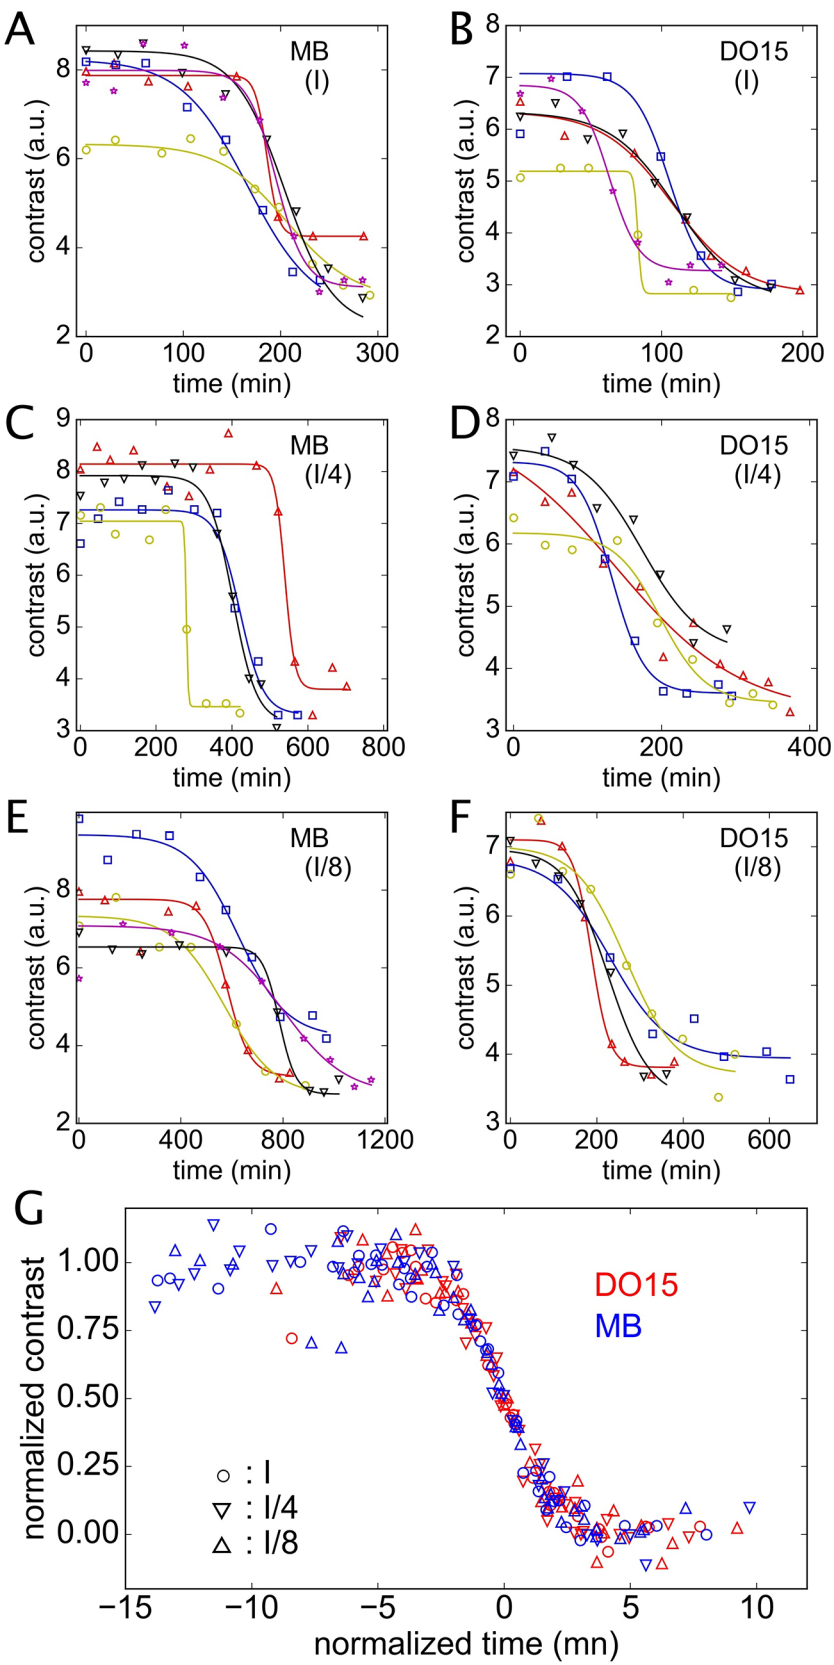 A
MB
(I)
contrast (a.u.)
8
6
4
2
0
100
200
300
time (min)
B
DO15
(I)
contrast (a.u.)
8
7
6
5
4
3
2
0
100
200
time (min)
C
MB
(I/4)
contrast (a.u.)
9
8
7
6
5
4
3
0
200
400
600
800
time (min)
D
DO15
(I/4)
contrast (a.u.)
8
7
6
5
4
3
0
200
400
time (min)
E
MB
(I/8)
contrast (a.u.)
8
6
4
2
0
400
800
1200
time (min)
F
DO15
(I/8)
contrast (a.u.)
7
6
5
4
3
0
200
400
600
time (min)
G
normalized contrast
1.00
0.75
0.50
0.25
0.00
DO15
MB
: I
: I/4
: I/8
−15
−10
−5
0
5
10
normalized time (mn)